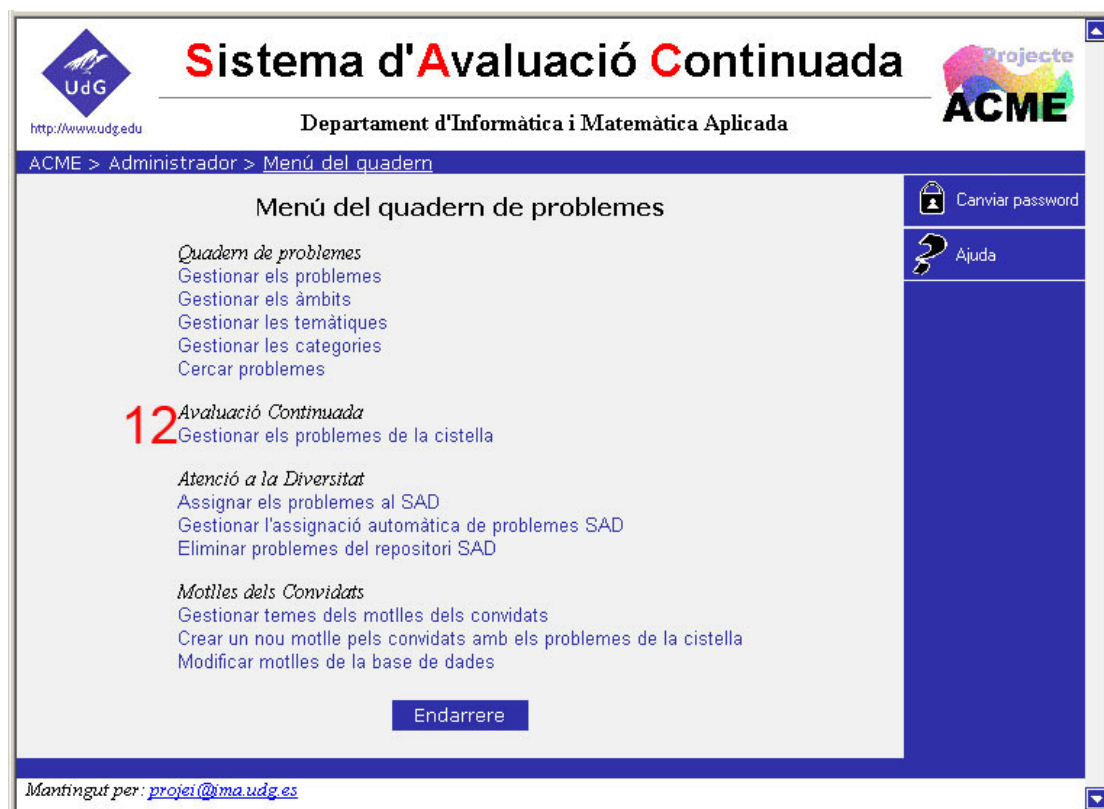 UdG
http://www.udg.edu
Sistema d'Avaluació Continuada
Departament d'Informàtica i Matemàtica Aplicada
Projecte
ACME
ACME > Administrador > Menú del quadern
Canviar password
Ajuda
Menú del quadern de problemes
Quadern de problemes
Gestionar els problemes
Gestionar els àmbits
Gestionar les temàtiques
Gestionar les categories
Cercar problemes
12
Avaluació Continuada
Gestionar els problemes de la cistella
Atenció a la Diversitat
Assignar els problemes al SAD
Gestionar l'assignació automàtica de problemes SAD
Eliminar problemes del repositori SAD
Motlles dels Convidats
Gestionar temes dels motlles dels convidats
Crear un nou motlle pels convidats amb els problemes de la cistella
Modificar motlles de la base de dades
Endarrere
Mantingut per: projei@ima.udg.es